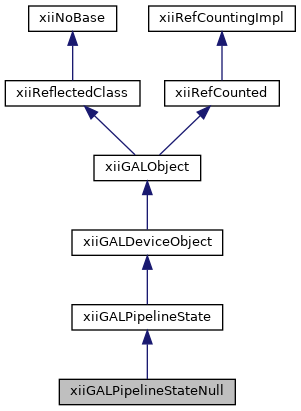 xiiNoBase
xiiRefCountingImpl
xiiReflectedClass
xiiRefCounted
xiiGALObject
xiiGALDeviceObject
xiiGALPipelineState
xiiGALPipelineStateNull